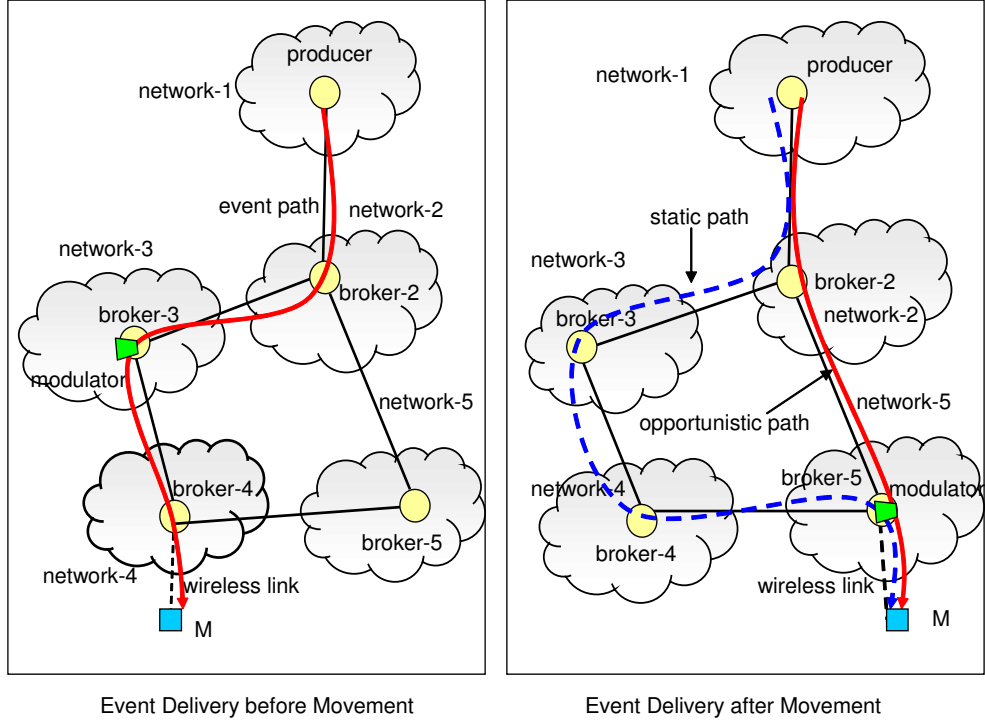 producer
network-1
event path
network-2
network-3
broker-2
broker-3
modulator
network-5
broker-4
broker-5
network-4
wireless link
M
Event Delivery before Movement
producer
network-1
static path
network-3
broker-2
network-2
broker-3
network-5
opportunistic path
broker-5
network-4
modulator
broker-4
wireless link
M
Event Delivery after Movement